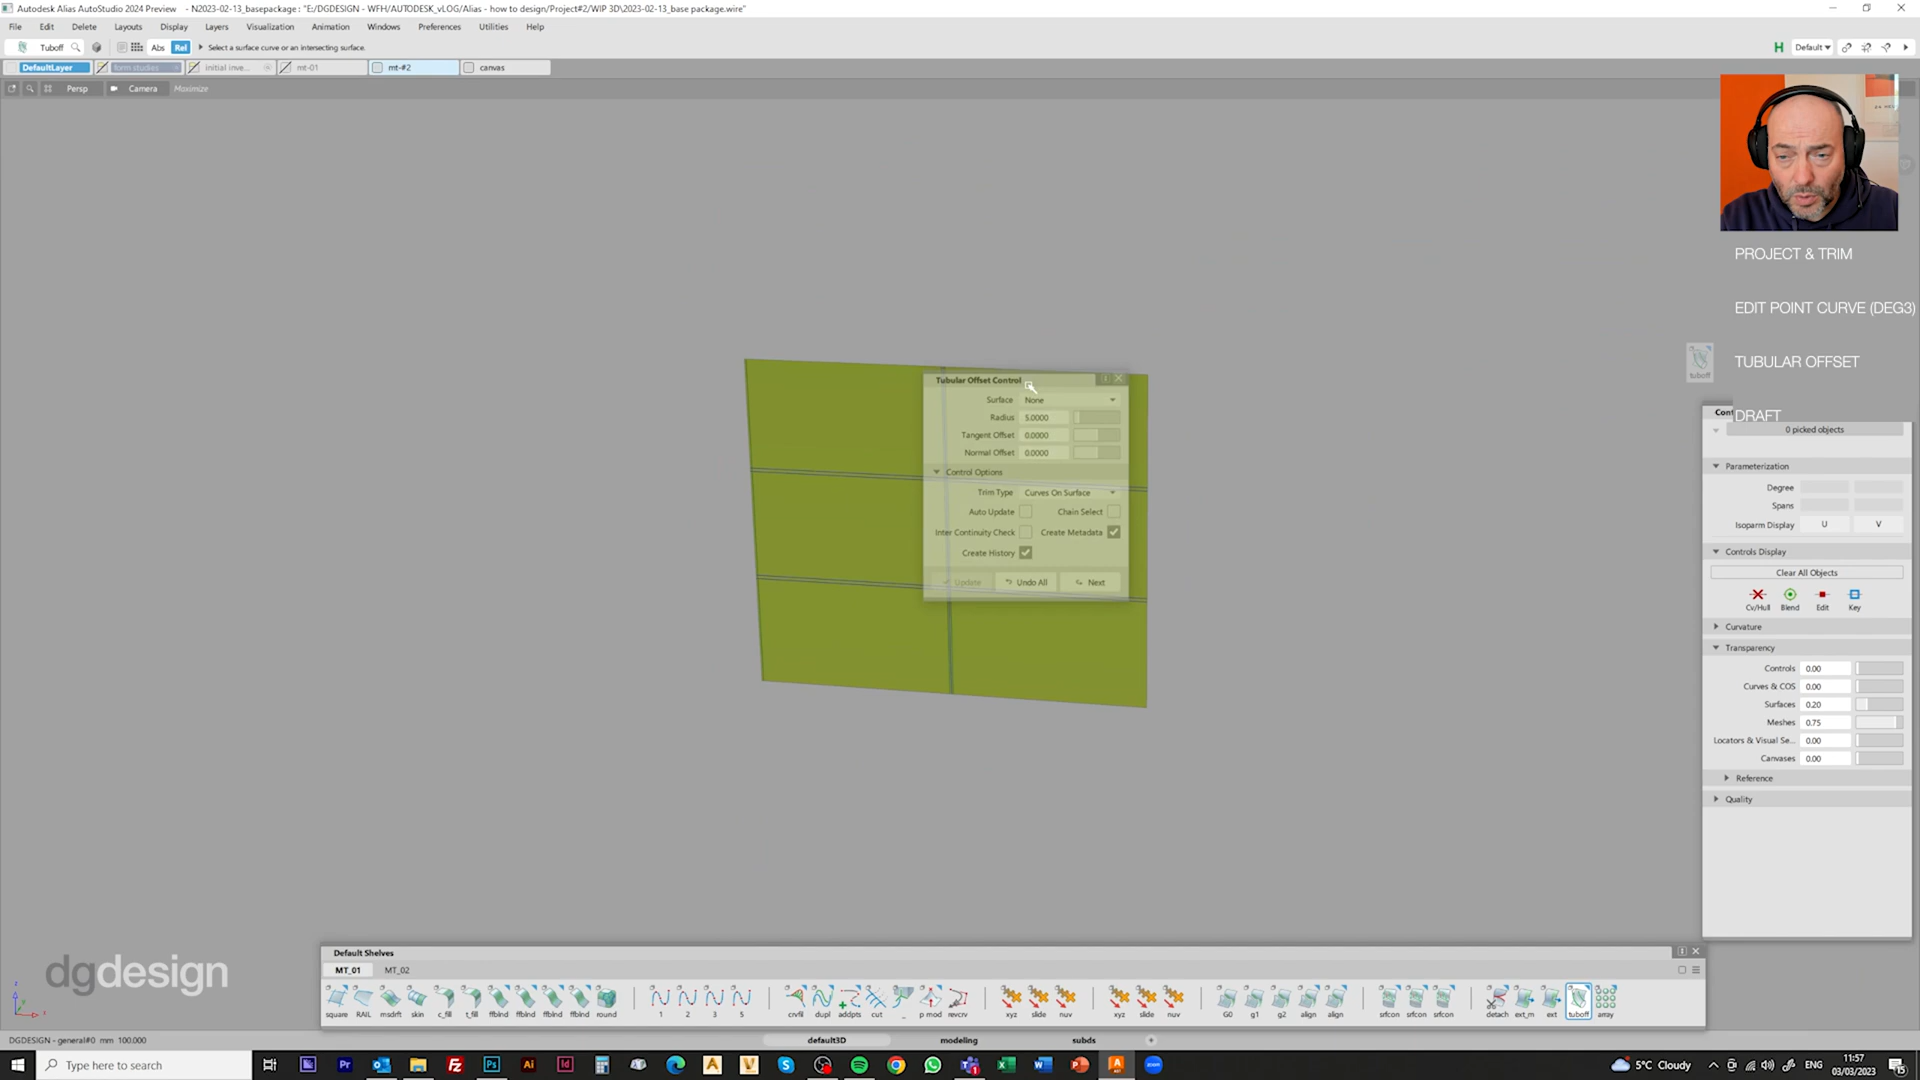 Autodesk Alias AutoStudio 2024 Preview - N2023-02-13_basepackage : "E:/DGDESIGN - WFH/AUTODESK_vLOG/Alias - how to design/Project#2/WIP 3D\2023-02-13_base package.wire"
File Edit Delete Layouts Display Layers Visualization Animation Windows Preferences Utilities Help
Tuboff Abs Rel Select a surface curve or an intersecting surface. H Default
DefaultLayer form studies initial inve... mt-01 mt-#2 canvas
Persp Camera Maximize
PROJECT & TRIM
EDIT POINT CURVE (DEG3)
TUBULAR OFFSET
tuboff
DRAFT
Tubular Offset Control
Surface None
Radius 5.0000
Tangent Offset 0.0000
Normal Offset 0.0000
Control Options
Trim Type Curves On Surface
Auto Update Chain Select
Inter Continuity Check Create Metadata
Create History
Update Undo All Next
Con
0 picked objects
Parameterization
Degree
Spans
Isoparm Display U V
Controls Display
Clear All Objects
Cv/Hull Blend Edit Key
Curvature
Transparency
Controls 0.00
Curves & COS 0.00
Surfaces 0.20
Meshes 0.75
Locators & Visual Se... 0.00
Canvases 0.00
Reference
Quality
dgdesign
Default Shelves
MT_01 MT_02
square RAIL msdrft skin c_fill t_fill ffblnd ffblnd ffblnd ffblnd round 1 2 3 5 crvfil dupl addpts cut _ p mod revcrv xyz slide nuv xyz slide nuv G0 g1 g2 align align srfcon srfcon srfcon detach ext_m ext tuboff array
DGDESIGN - general#0 mm 100.000 default3D modeling subds +
Type here to search 5°C Cloudy ENG 11:57
03/03/2023